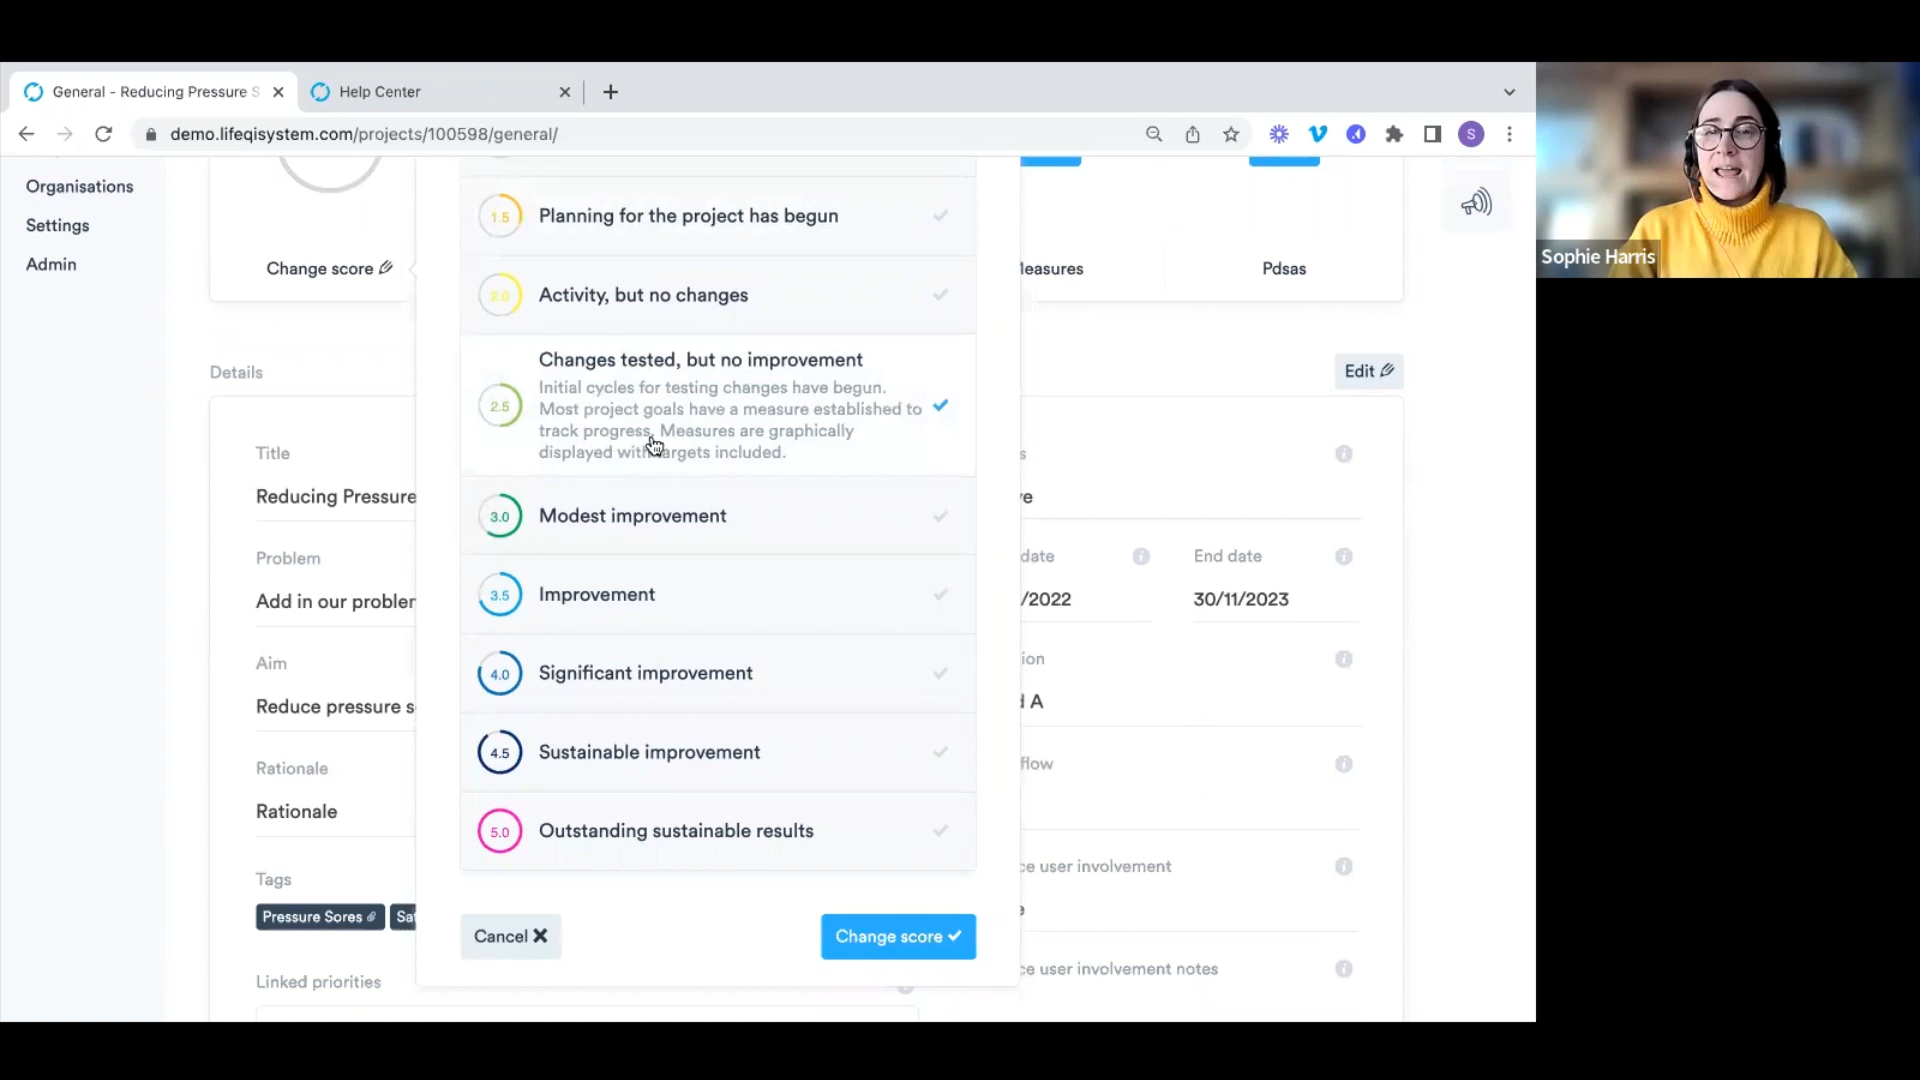 General - Reducing Pressure S
Help Center
demo.lifeqisystem.com/projects/100598/general/
S
Organisations
Settings
Admin
Sophie Harris
Change score
1.5 Planning for the project has begun
2.0 Activity, but no changes
2.5 Changes tested, but no improvement
Initial cycles for testing changes have begun.
Most project goals have a measure established to
track progress. Measures are graphically
displayed with targets included.
3.0 Modest improvement
3.5 Improvement
4.0 Significant improvement
4.5 Sustainable improvement
5.0 Outstanding sustainable results
Cancel
Change score
Measures
Pdsas
Details
Edit
Title
Reducing Pressure
Problem
Add in our probler
Aim
Reduce pressure s
Rationale
Rationale
Tags
Pressure Sores
Sa
Linked priorities
s
e
date
End date
/2022
30/11/2023
ion
A
flow
ce user involvement
e
ce user involvement notes